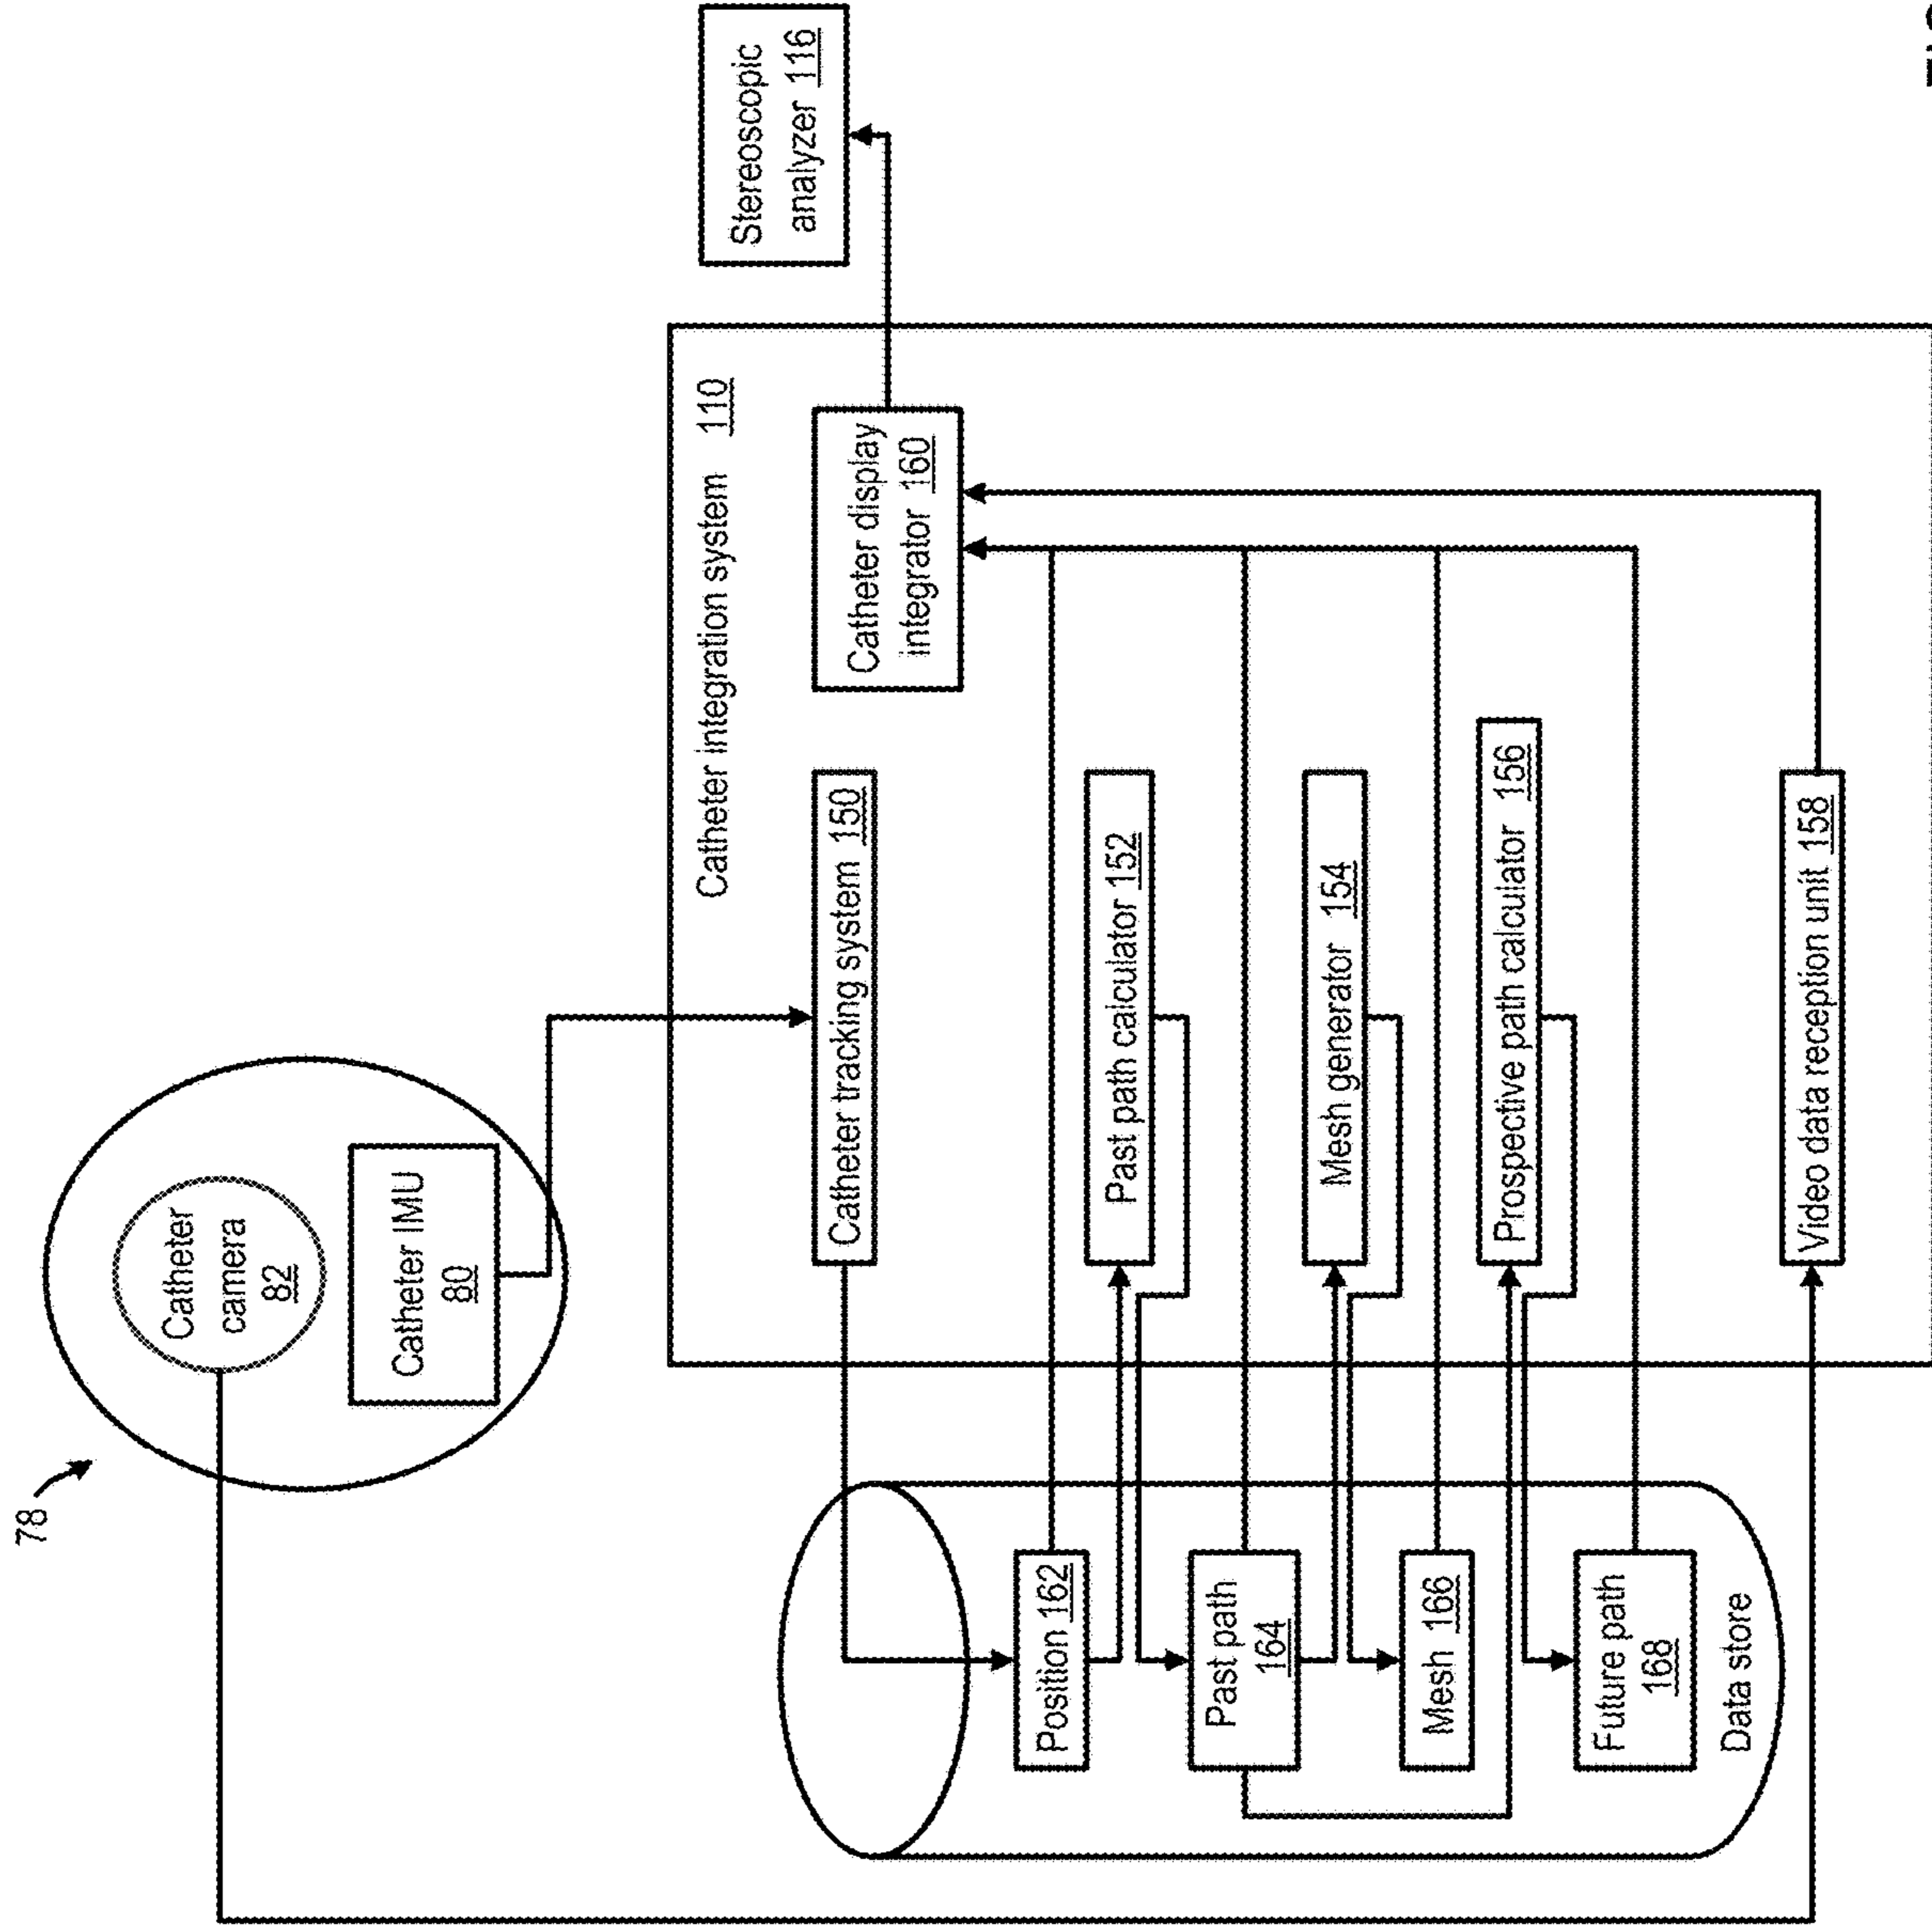 78
Catheter
camera
82
Catheter IMU
80
Stereoscopic
analyzer 116
Catheter integration system 110
Catheter tracking system 150
Catheter display
integrator 160
Position 162
Past path calculator 152
Past path
164
Mesh generator 154
Mesh 166
Prospective path calculator 156
Future path
168
Data store
Video data reception unit 158